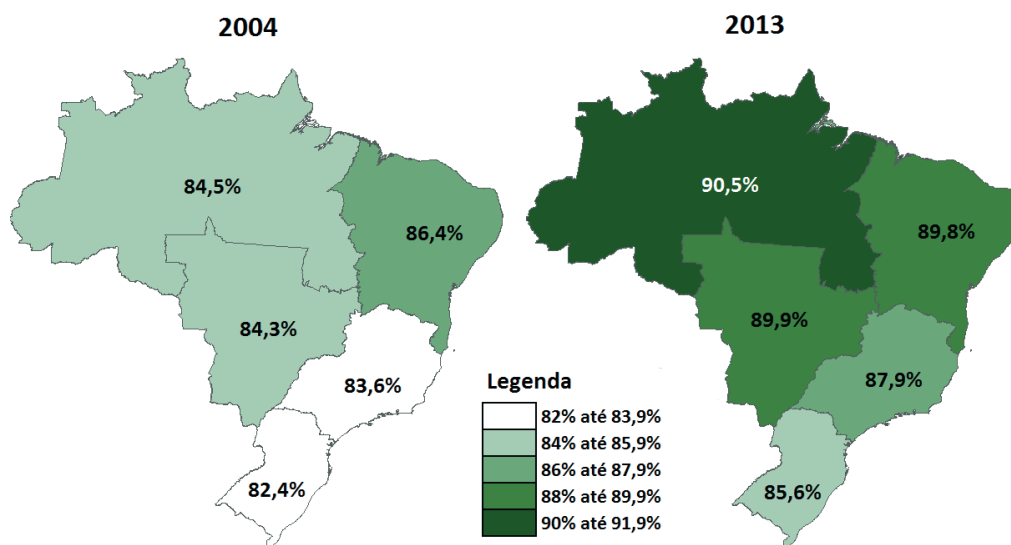 2004
84,5%
86,4%
84,3%
83,6%
82,4%
2013
90,5%
89,8%
89,9%
87,9%
85,6%
Legenda
82% até 83,9%
84% até 85,9%
86% até 87,9%
88% até 89,9%
90% até 91,9%